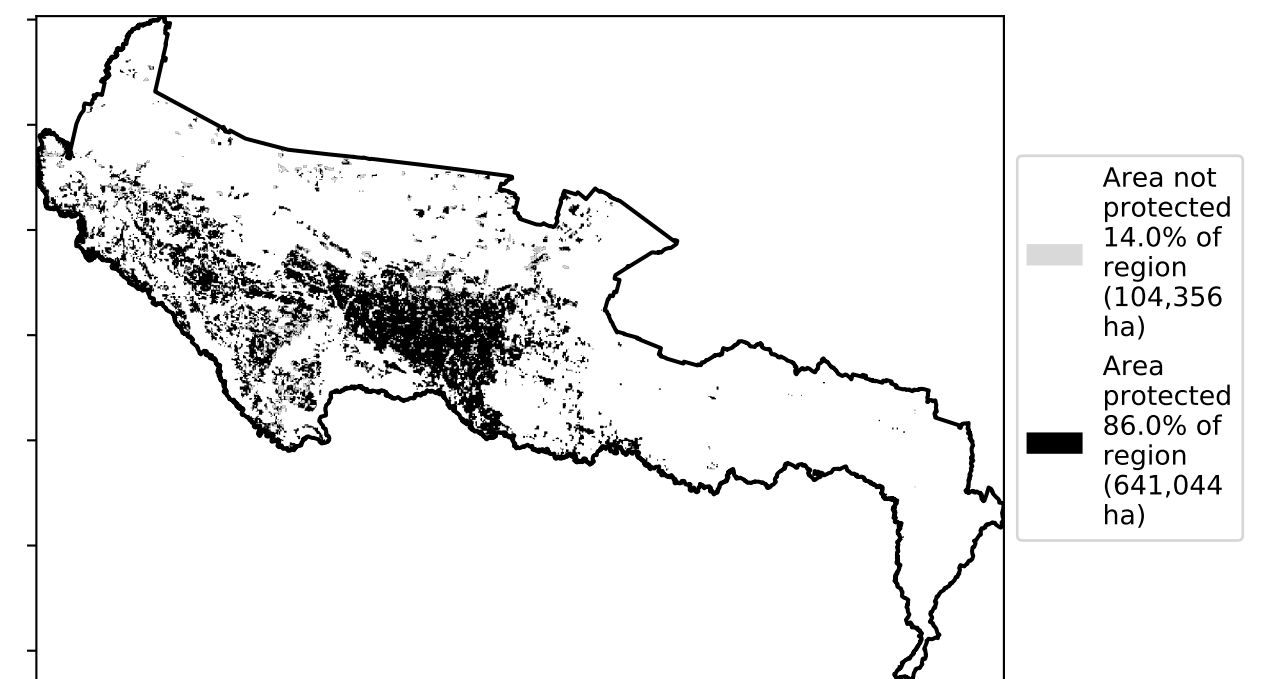 Area not
protected
14.0% of
region
(104,356
ha)
Area
protected
86.0% of
region
(641,044
ha)